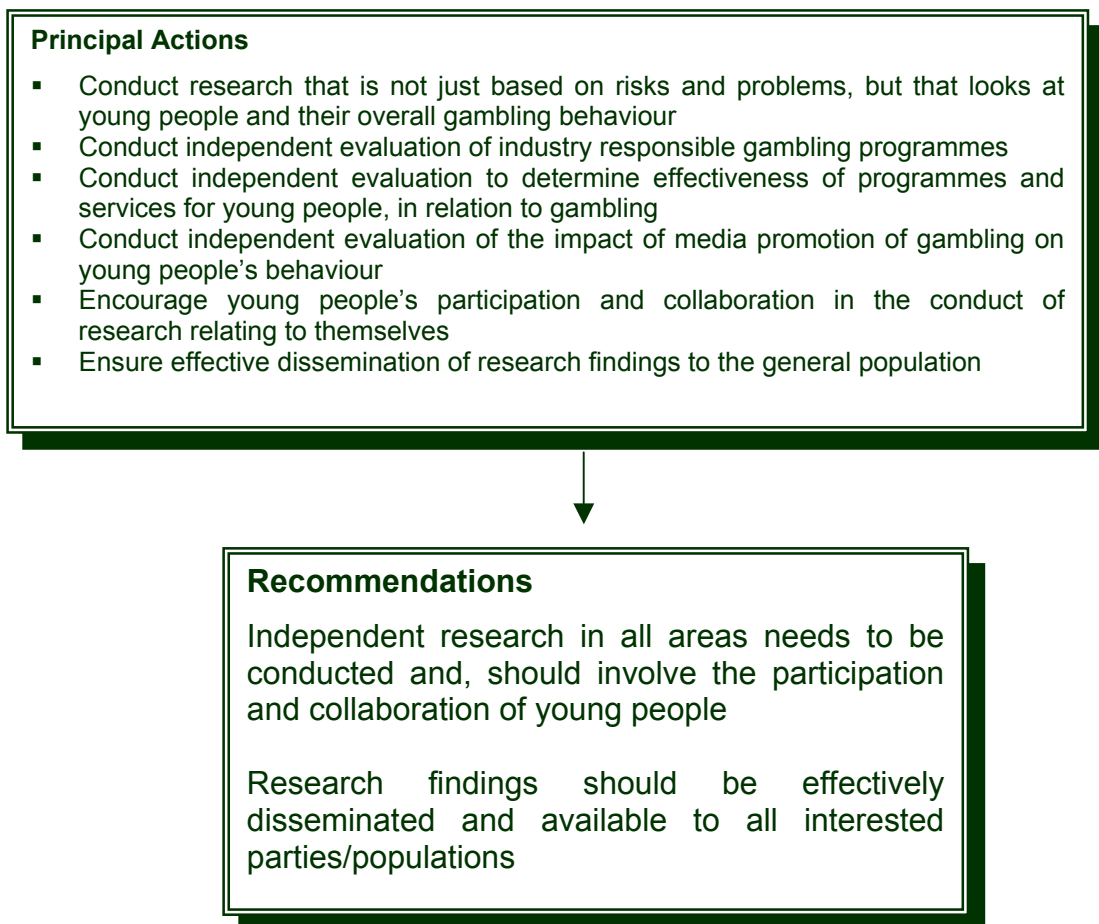 Principal Actions
▪ Conduct research that is not just based on risks and problems, but that looks at
young people and their overall gambling behaviour
▪ Conduct independent evaluation of industry responsible gambling programmes
▪ Conduct independent evaluation to determine effectiveness of programmes and
services for young people, in relation to gambling
▪ Conduct independent evaluation of the impact of media promotion of gambling on
young people’s behaviour
▪ Encourage young people’s participation and collaboration in the conduct of
research relating to themselves
▪ Ensure effective dissemination of research findings to the general population
Recommendations
Independent research in all areas needs to be
conducted and, should involve the participation
and collaboration of young people
Research findings should be effectively
disseminated and available to all interested
parties/populations